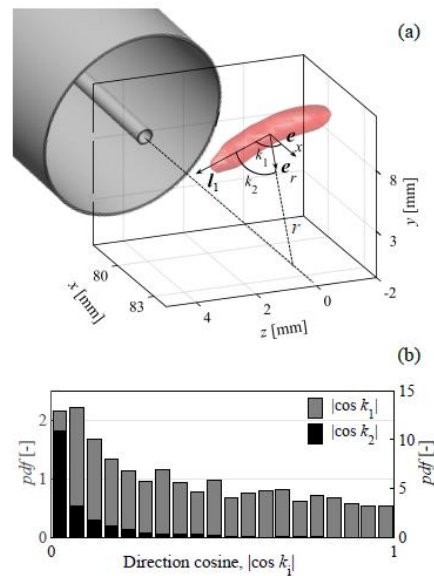 (a)
e x
k1
k2
er
l1
r
8
3
y [mm]
80
83
x [mm]
4
2
0
-2
z [mm]
(b)
2
1
0
pdf [-]
|cos k1|
|cos k2|
15
10
5
0
pdf [-]
0
1
Direction cosine, |cos ki|